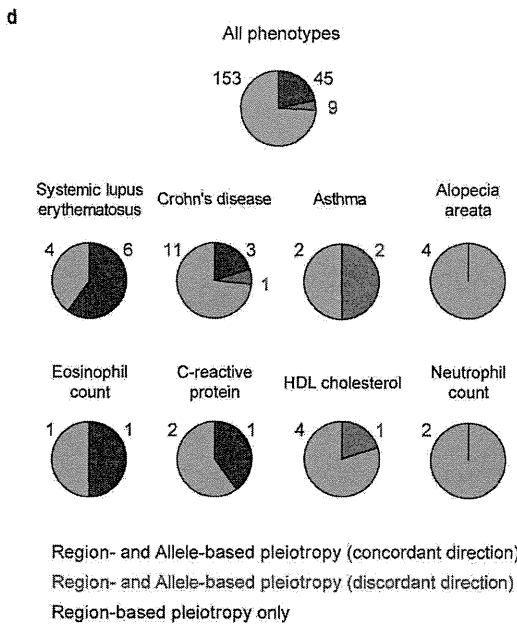 d
All phenotypes
153 45
9
Systemic lupus erythematosus
Crohn's disease
Asthma
Alopecia areata
4 6
11 3
1
2 2
4
Eosinophil count
C-reactive protein
HDL cholesterol
Neutrophil count
1 1
2 1
4 1
2
Region- and Allele-based pleiotropy (concordant direction)
Region- and Allele-based pleiotropy (discordant direction)
Region-based pleiotropy only